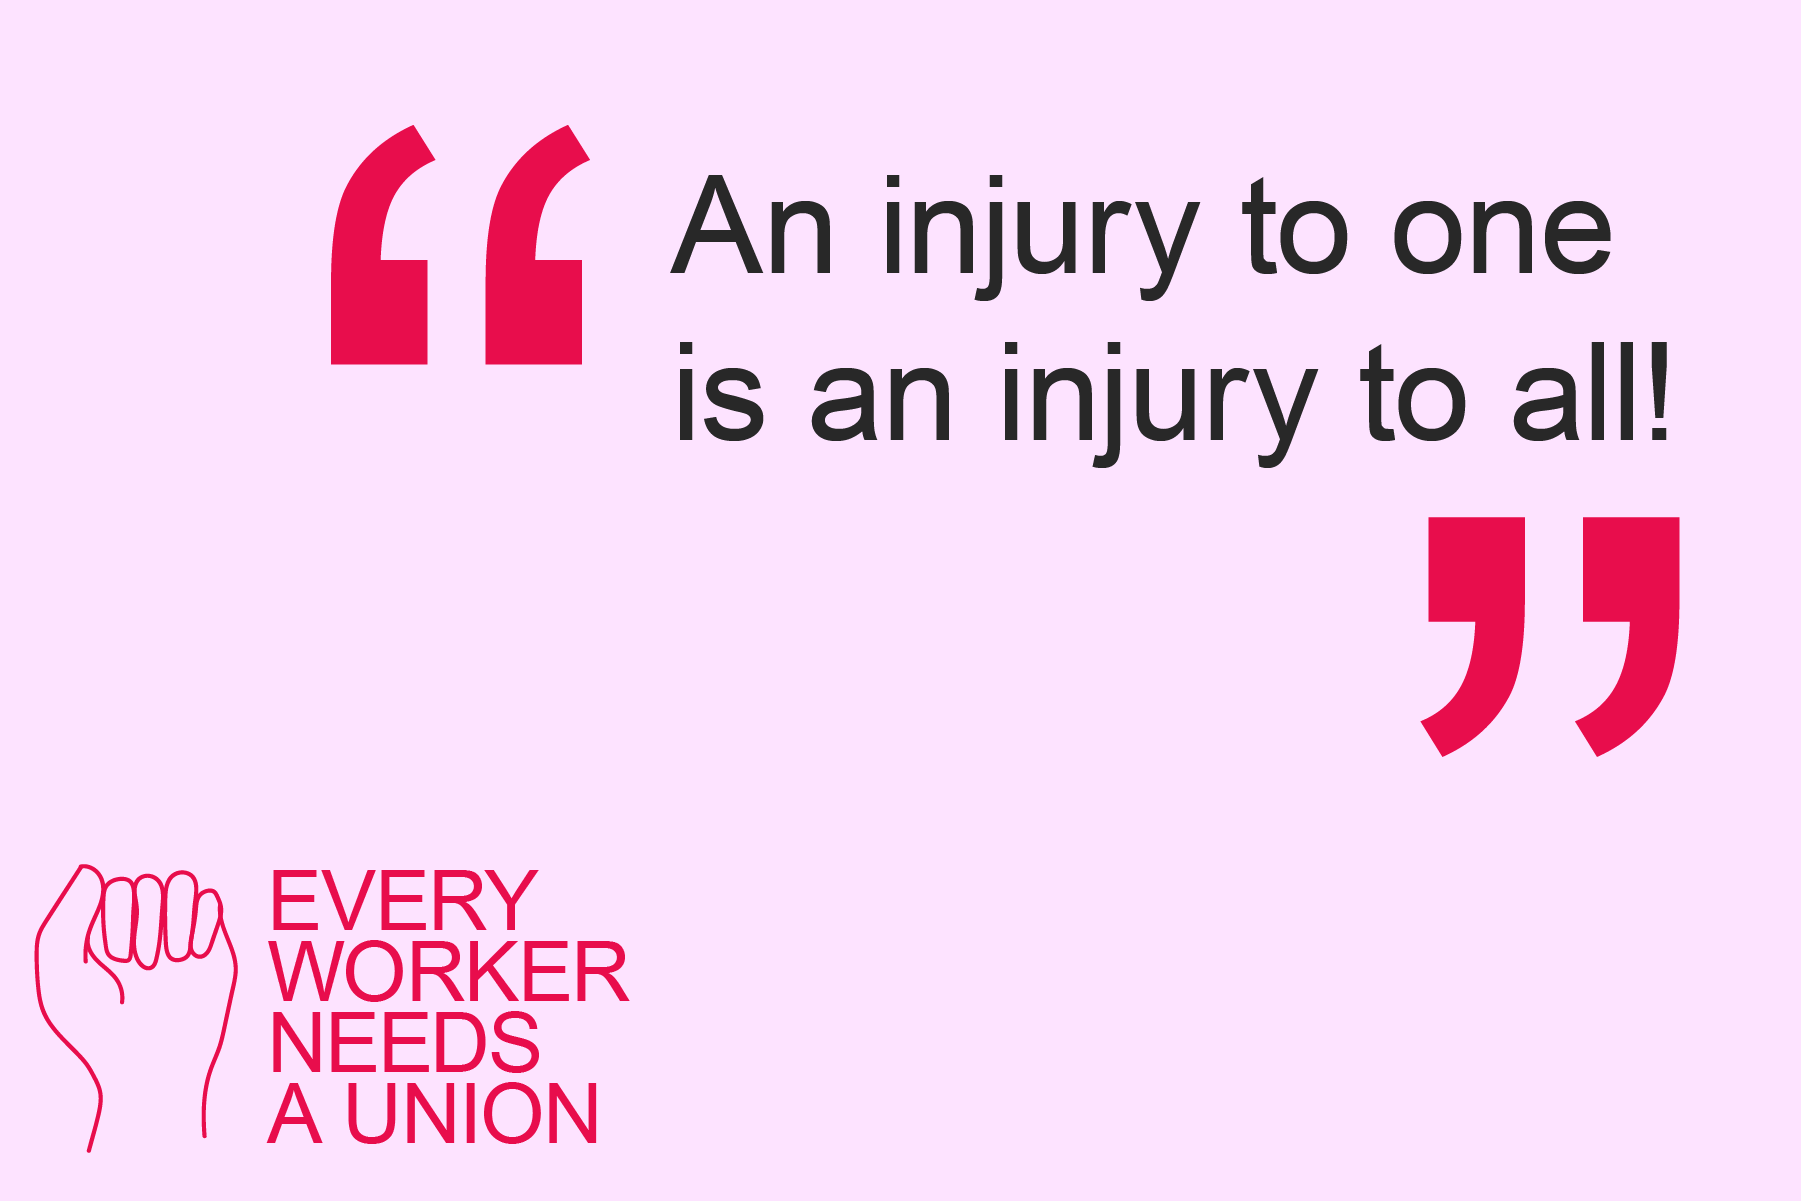 “An injury to one
is an injury to all!”
EVERY
WORKER
NEEDS
A UNION